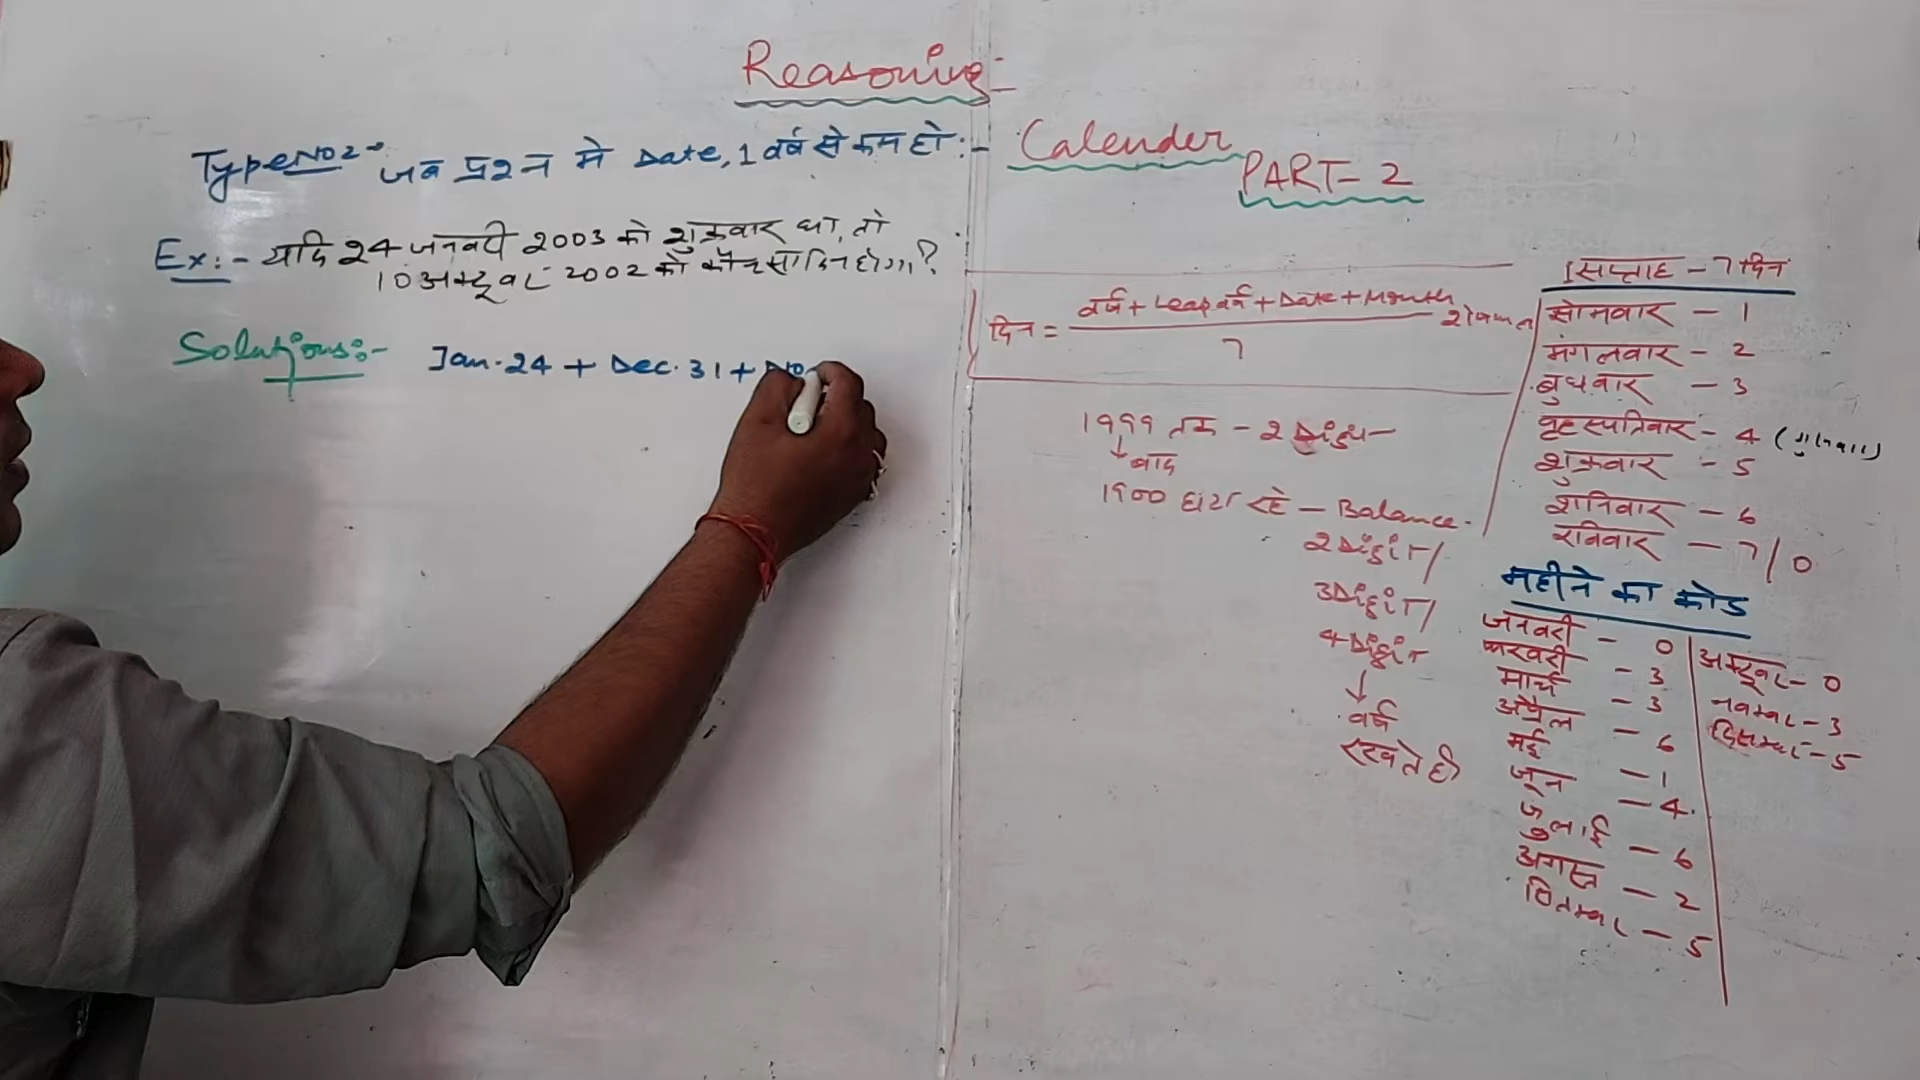 Reasoning:-
Calender
PART-2
Type No 2 - जब प्रश्न मे Date, 1 वर्ष से कम हो:-
Ex:- यदि 24 जनवरी 2003 को शुक्रवार था, तो
10 अक्टूबर 2002 को कौन सा दिन होगा?
Solutions:- Jan. 24 + Dec. 31 + No
दिन = वर्ष + Leap वर्ष + Date + Month
7
1999 तक - 2 Digit
↓ बाद
1900 घटा रहे - Balance.
2 Digit/
3 Digit/
4 Digit
↓
वर्ष
रखते है
1 सप्ताह - 7 दिन
सोमवार - 1
मंगलवार - 2
बुधवार - 3
वृहस्पतिवार - 4 (गुरुवार)
शुक्रवार - 5
शनिवार - 6
रविवार - 7/0
महीने का कोड
जनवरी - 0
फरवरी - 3
मार्च - 3
अप्रैल - 6
मई - 1
जून - 4
जुलाई - 6
अगस्त - 2
सितम्बर - 5
अक्टूबर - 0
नवम्बर - 3
दिसम्बर - 5